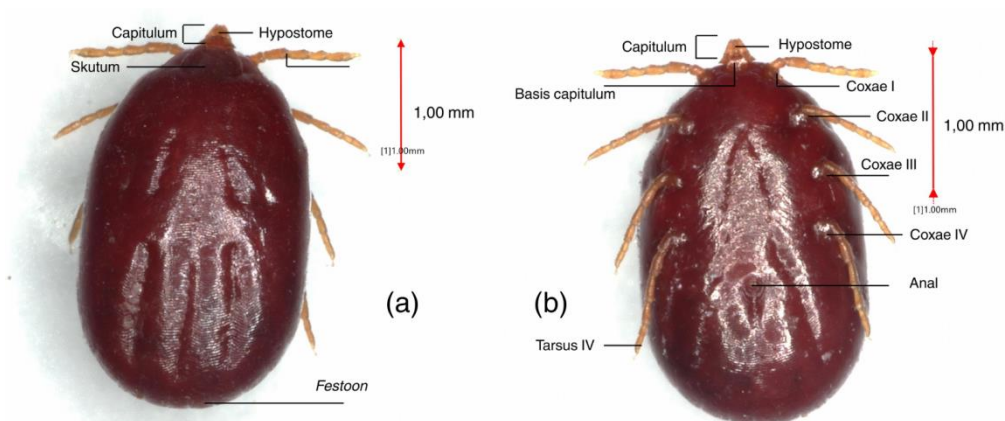 Capitulum
Hypostome
Skutum
1,00 mm
[1]1.00mm
(a)
Festoon
Capitulum
Hypostome
Basis capitulum
Coxae I
Coxae II
1,00 mm
Coxae III
[1]1.00mm
Coxae IV
(b)
Anal
Tarsus IV